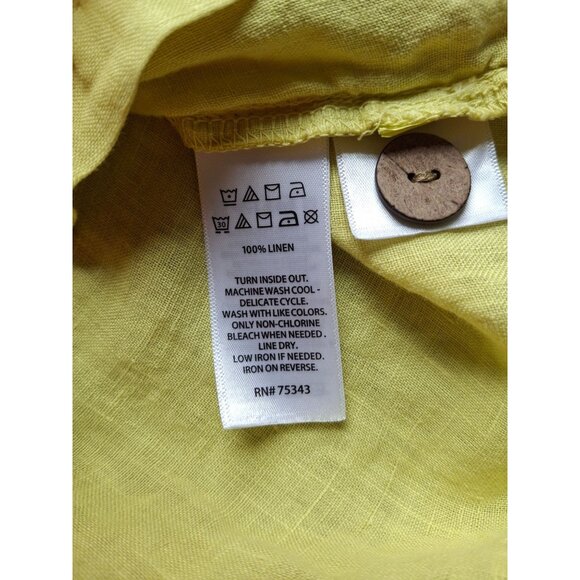 30
100% LINEN
TURN INSIDE OUT.
MACHINE WASH COOL -
DELICATE CYCLE.
WASH WITH LIKE COLORS.
ONLY NON-CHLORINE
BLEACH WHEN NEEDED.
LINE DRY.
LOW IRON IF NEEDED.
IRON ON REVERSE.
RN# 75343